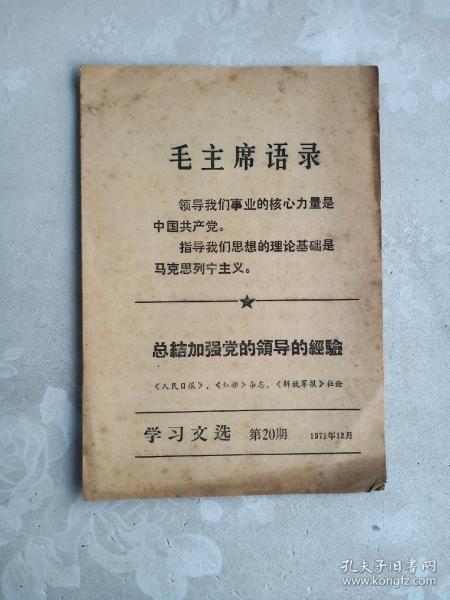 毛主席语录
领导我们事业的核心力量是
中国共产党。
指导我们思想的理论基础是
马克思列宁主义。
总結加强党的領导的經驗
《人民日报》、《红旗》杂志、《解放军报》社论
学习文选 第20期 1971年12月
孔夫子旧书网
www.kongfz.com